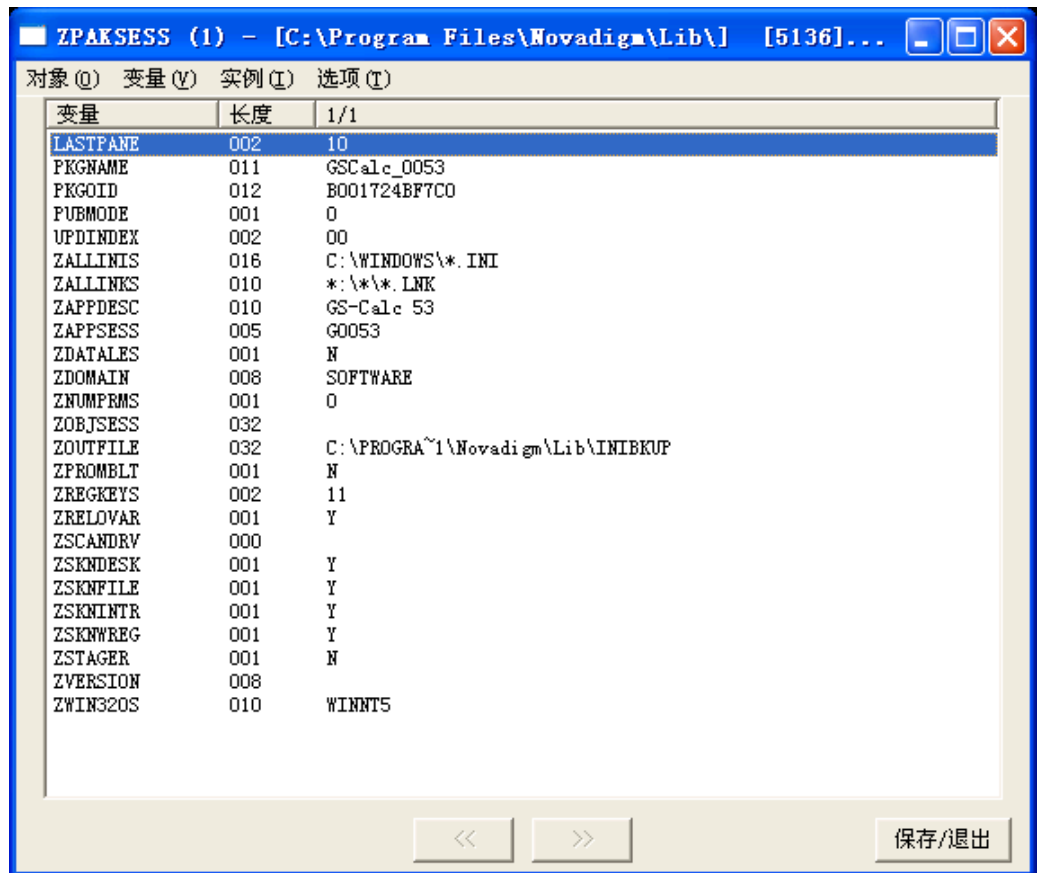 ZPAKSESS (1) - [C:\Program Files\Novadigm\Lib\] [5136]...
对象(O) 变量(V) 实例(I) 选项(T)
变量 长度 1/1
LASTPANE 002 10
PKGNAME 011 GSCalc_0053
PKGOID 012 B001724BF7C0
PUBMODE 001 0
UPDINDEX 002 00
ZALLINIS 016 C:\WINDOWS\*.INI
ZALLINKS 010 *:\*\*.LNK
ZAPPDESC 010 GS-Calc 53
ZAPPSESS 005 G0053
ZDATALES 001 N
ZDOMAIN 008 SOFTWARE
ZNUMPRMS 001 0
ZOBJSESS 032
ZOUTFILE 032 C:\PROGRA~1\Novadigm\Lib\INIBKUP
ZPROMBLT 001 N
ZREGKEYS 002 11
ZRELOVAR 001 Y
ZSCANDRV 000
ZSKNDESK 001 Y
ZSKNFILE 001 Y
ZSKNINTR 001 Y
ZSKNWREG 001 Y
ZSTAGER 001 N
ZVERSION 008
ZWIN32OS 010 WINNT5
<< >> 保存/退出